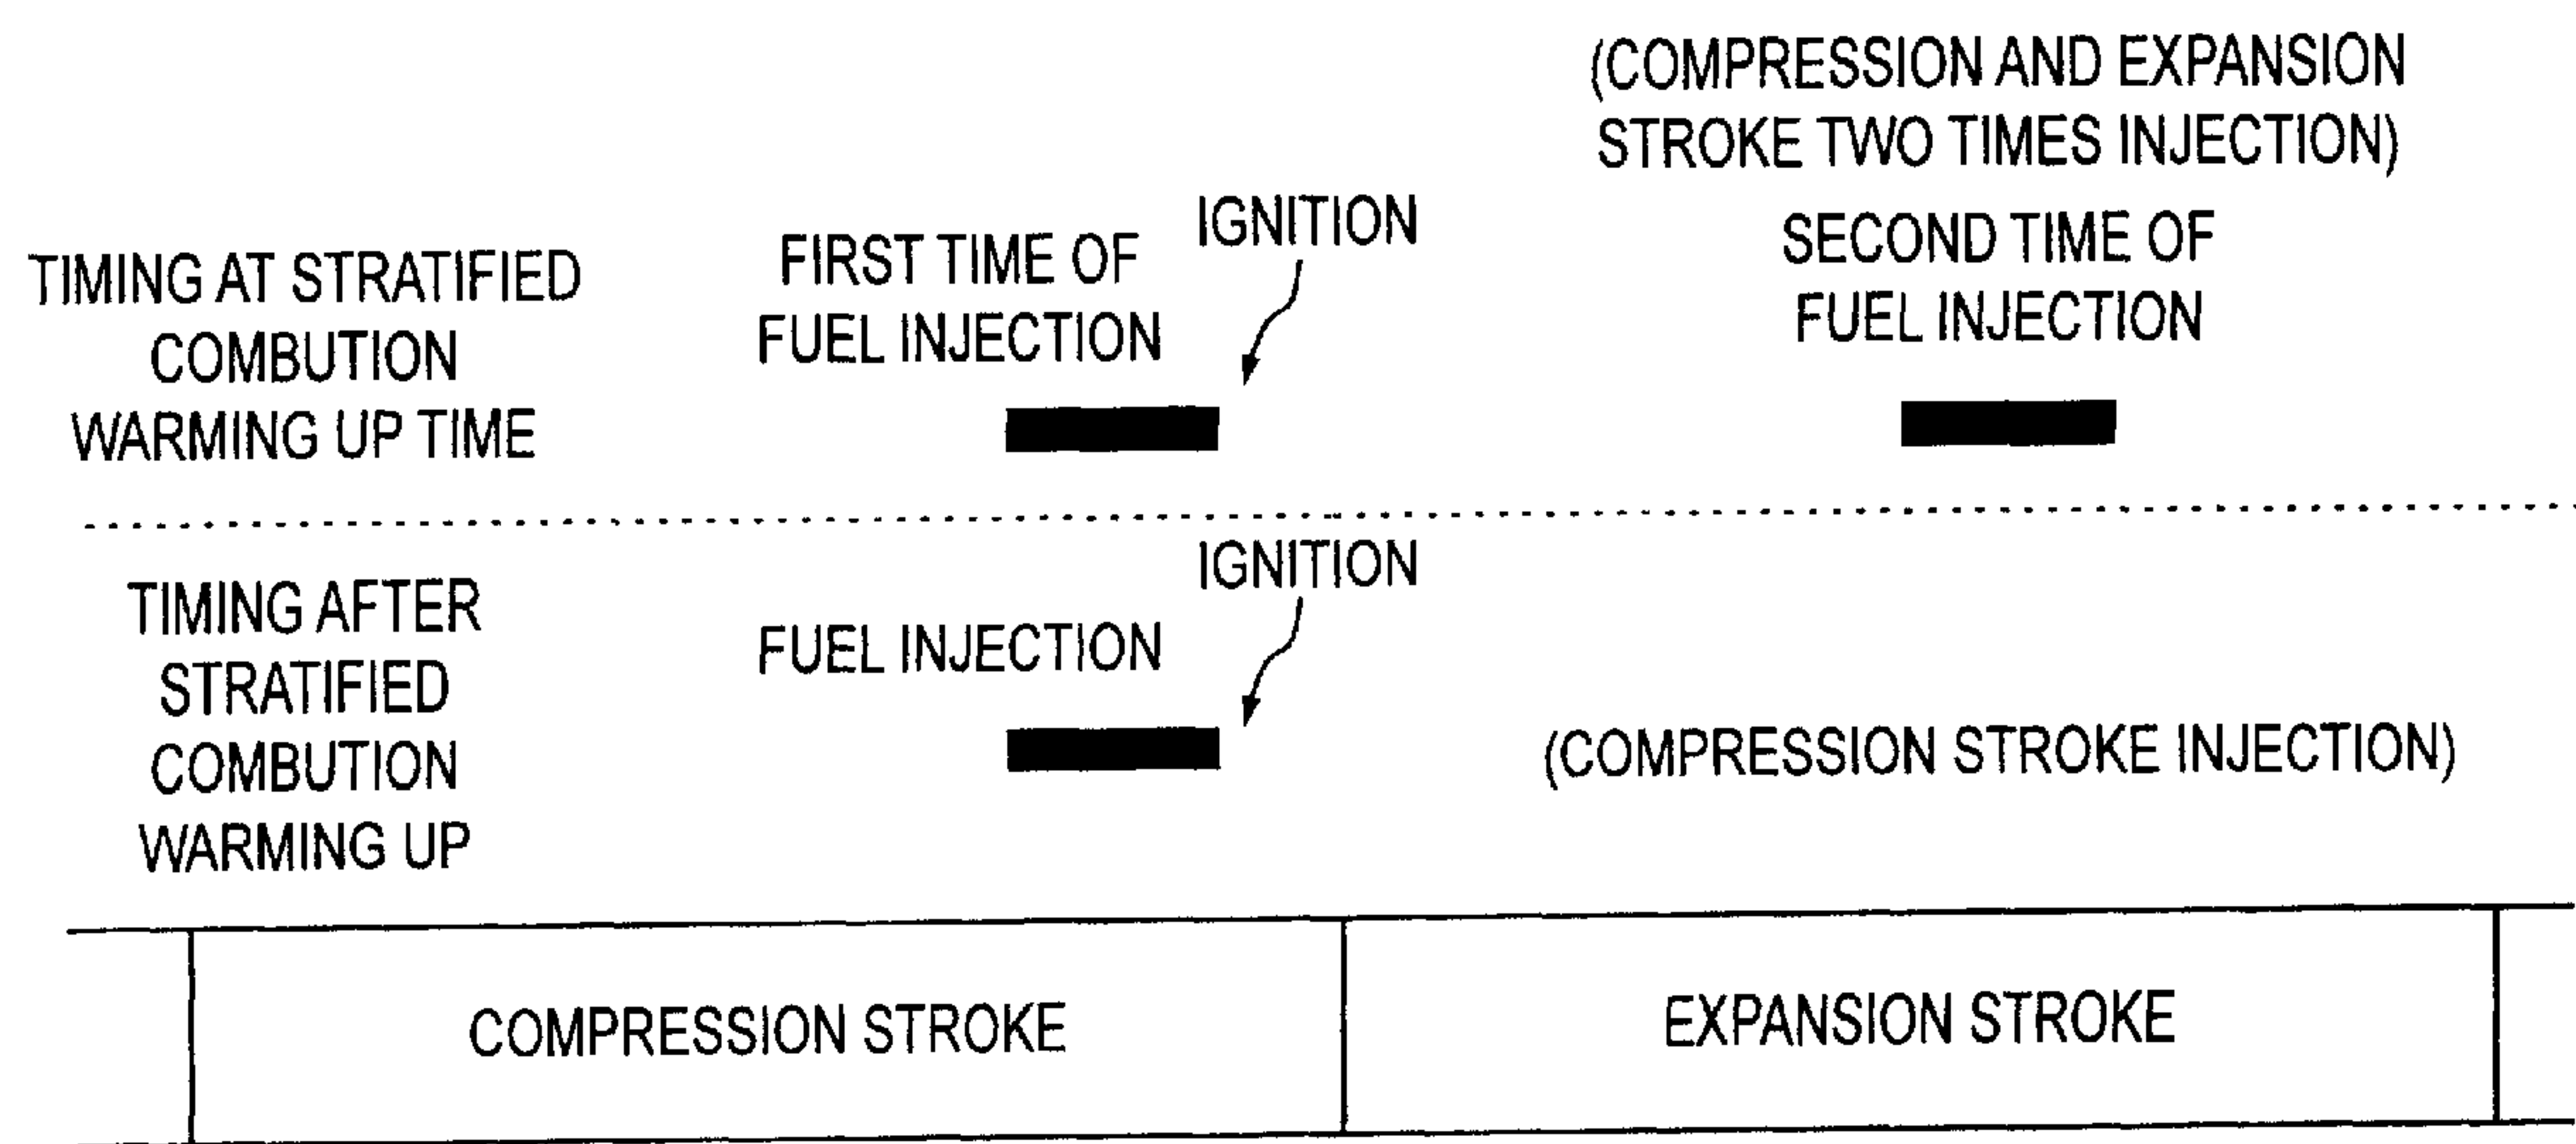 (COMPRESSION AND EXPANSION
STROKE TWO TIMES INJECTION)
TIMING AT STRATIFIED
COMBUTION
WARMING UP TIME
FIRST TIME OF
FUEL INJECTION
IGNITION
SECOND TIME OF
FUEL INJECTION
TIMING AFTER
STRATIFIED
COMBUTION
WARMING UP
FUEL INJECTION
IGNITION
(COMPRESSION STROKE INJECTION)
COMPRESSION STROKE
EXPANSION STROKE